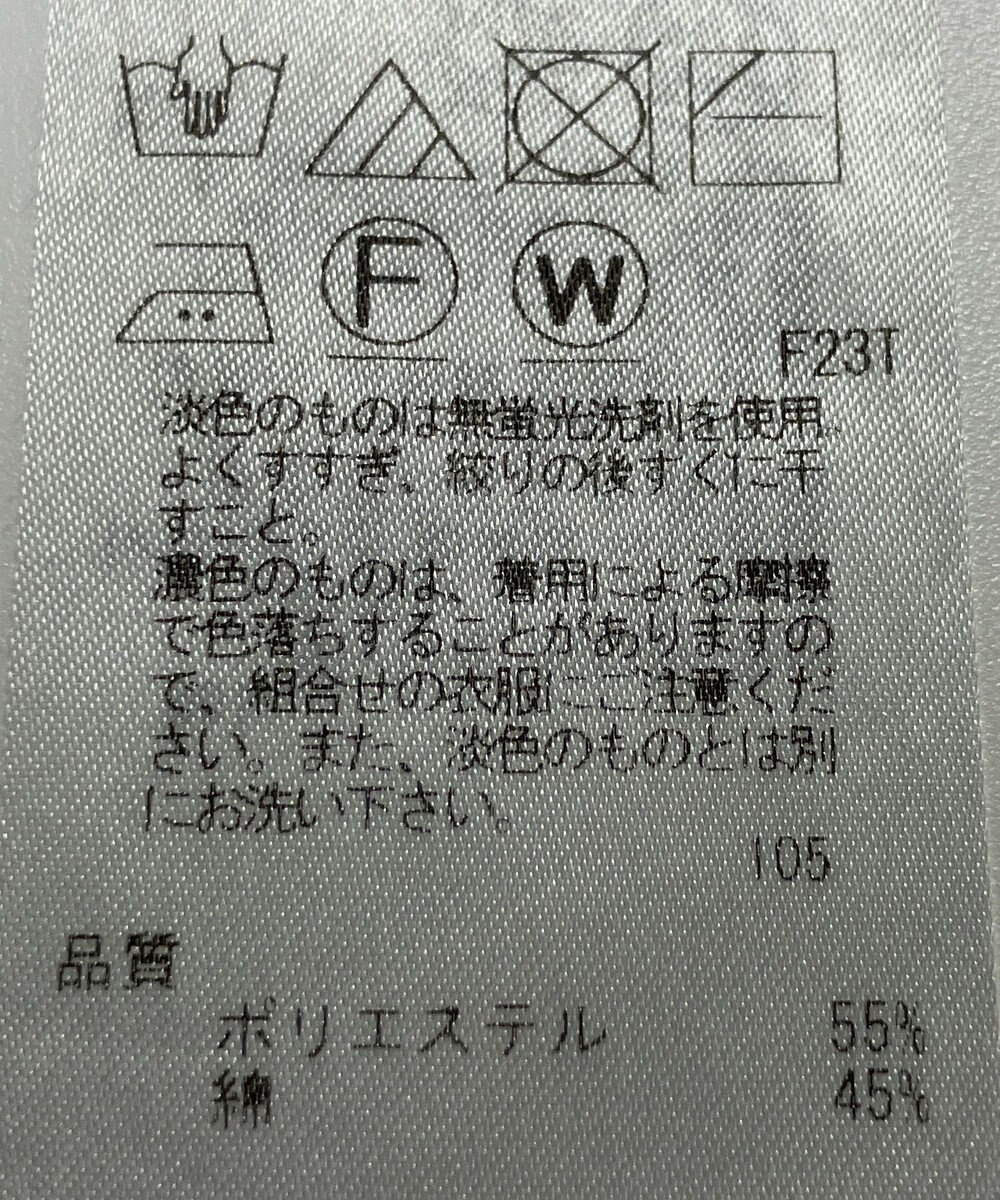 F
W
F23T
淡色のものは無蛍光洗剤を使用
よくすすぎ、絞りの後すぐに干
すこと。
濃色のものは、着用による摩擦
で色落ちすることがありますの
で、組合せの衣服にご注意くだ
さい。また、淡色のものとは別
にお洗い下さい。
105
品質
ポリエステル 55%
綿 45%